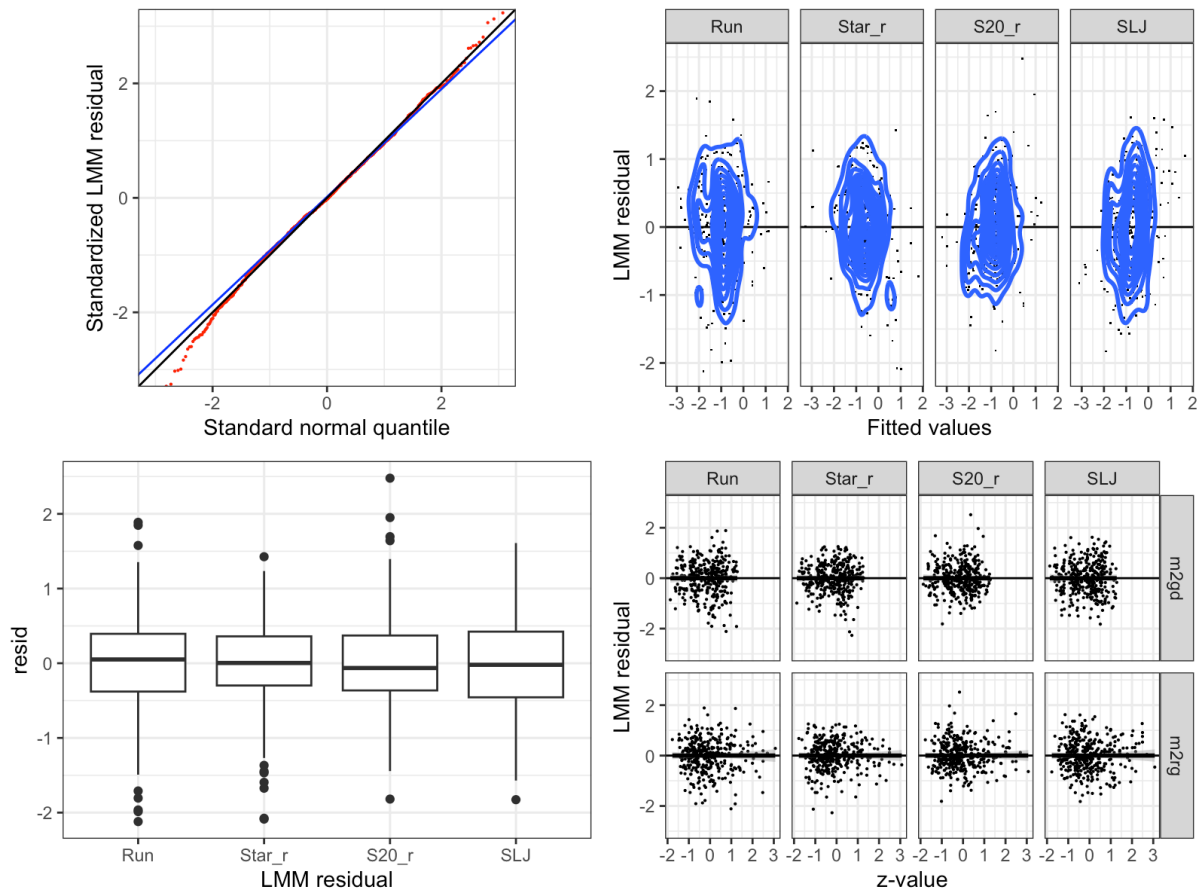 Standardized LMM residual
2
0
-2
-2 0 2
Standard normal quantile
Run Star_r S20_r SLJ
LMM residual
2
1
0
-1
-2
-3 -2 -1 0 1 2 -3 -2 -1 0 1 2 -3 -2 -1 0 1 2 -3 -2 -1 0 1 2
Fitted values
resid
2
1
0
-1
-2
Run Star_r S20_r SLJ
LMM residual
Run Star_r S20_r SLJ
LMM residual
2
0
-2
m2gd
2
0
-2
m2rg
-2 -1 0 1 2 3 -2 -1 0 1 2 3 -2 -1 0 1 2 3 -2 -1 0 1 2 3
z-value